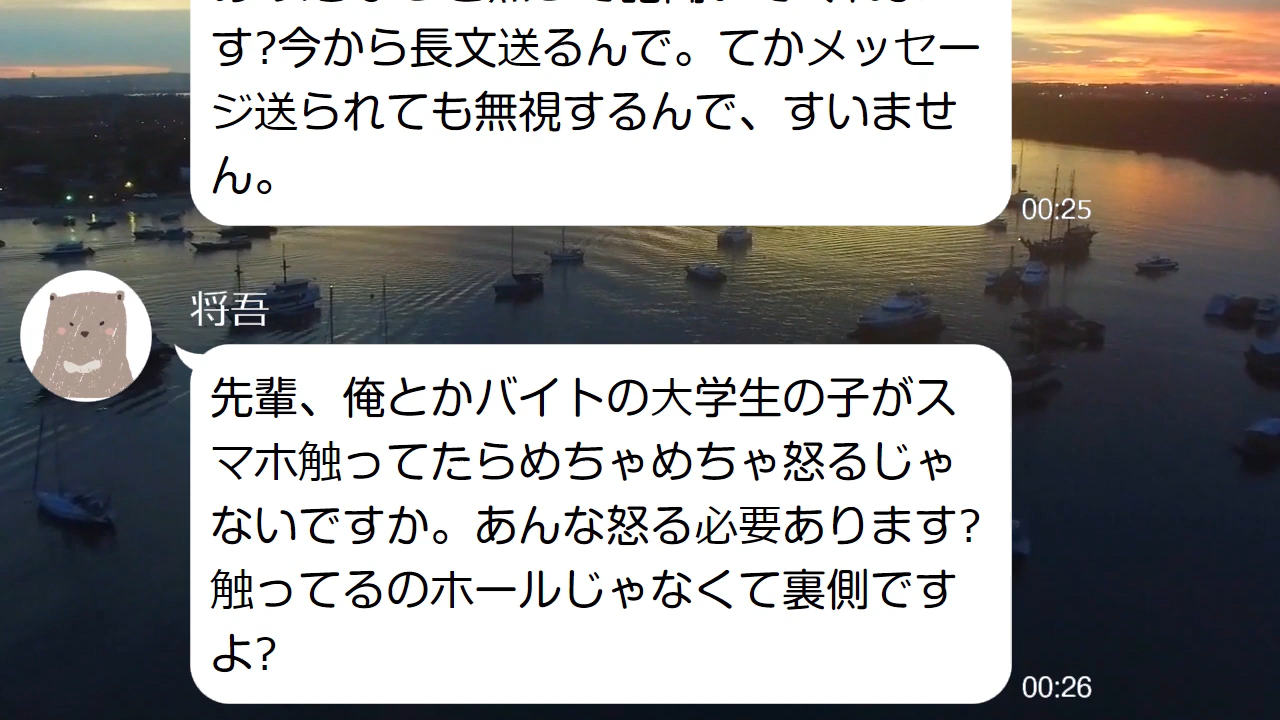 す?今から長文送るんで。てかメッセー
ジ送られても無視するんで、すいませ
ん。
00:25
将吾
先輩、俺とかバイトの大学生の子がス
マホ触ってたらめちゃめちゃ怒るじゃ
ないですか。あんな怒る必要あります?
触ってるのホールじゃなくて裏側です
よ?
00:26